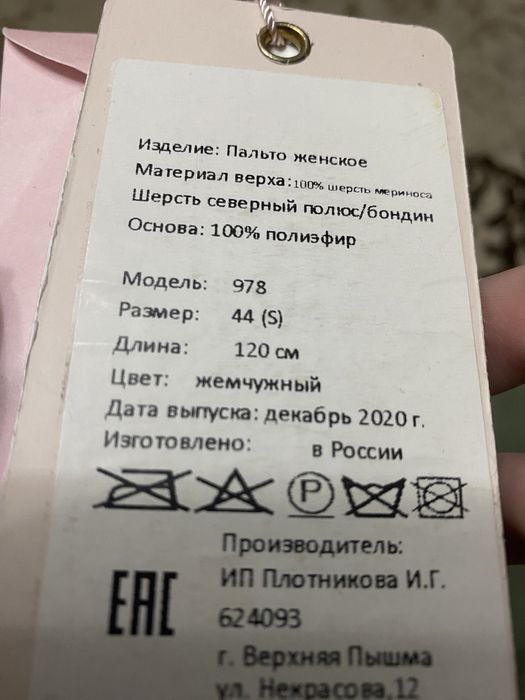 Изделие: Пальто женское
Материал верха:100% шерсть мериноса
Шерсть северный полюс/бондин
Основа: 100% полиэфир
Модель: 978
Размер: 44 (S)
Длина: 120 см
Цвет: жемчужный
Дата выпуска: декабрь 2020 г.
Изготовлено: в России
P
Производитель:
ИП Плотникова И.Г.
624093
г. Верхняя Пышма
ул. Некрасова,12
EAC